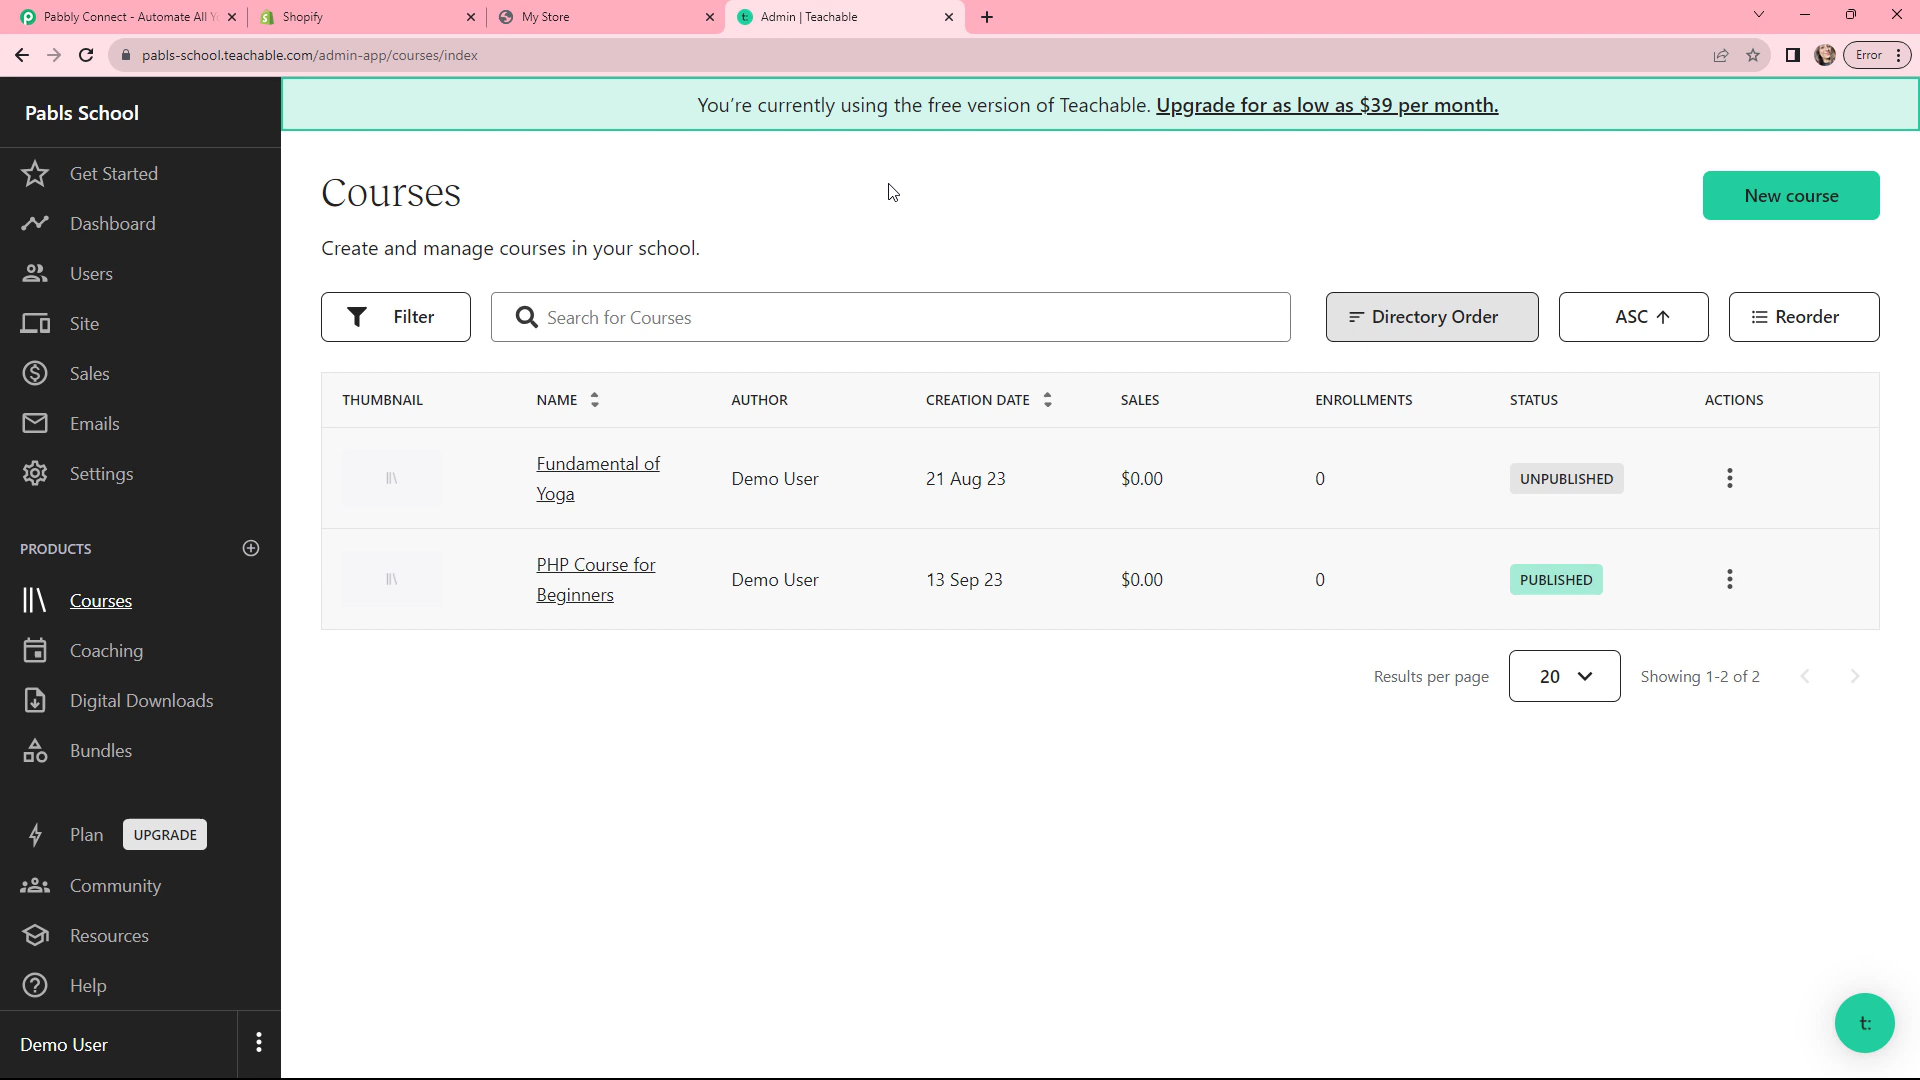 Pabbly Connect - Automate All Y
Shopify
My Store
Admin | Teachable
pabls-school.teachable.com/admin-app/courses/index
Error
Pabls School
You're currently using the free version of Teachable. Upgrade for as low as $39 per month.
Get Started
Dashboard
Users
Site
Sales
Emails
Settings
PRODUCTS
Courses
Coaching
Digital Downloads
Bundles
Plan UPGRADE
Community
Resources
Help
Demo User
Courses
New course
Create and manage courses in your school.
Filter
Search for Courses
Directory Order
ASC
Reorder
THUMBNAIL NAME AUTHOR CREATION DATE SALES ENROLLMENTS STATUS ACTIONS
Fundamental of
Yoga
Demo User 21 Aug 23 $0.00 0 UNPUBLISHED
PHP Course for
Beginners
Demo User 13 Sep 23 $0.00 0 PUBLISHED
Results per page 20 Showing 1-2 of 2
t: